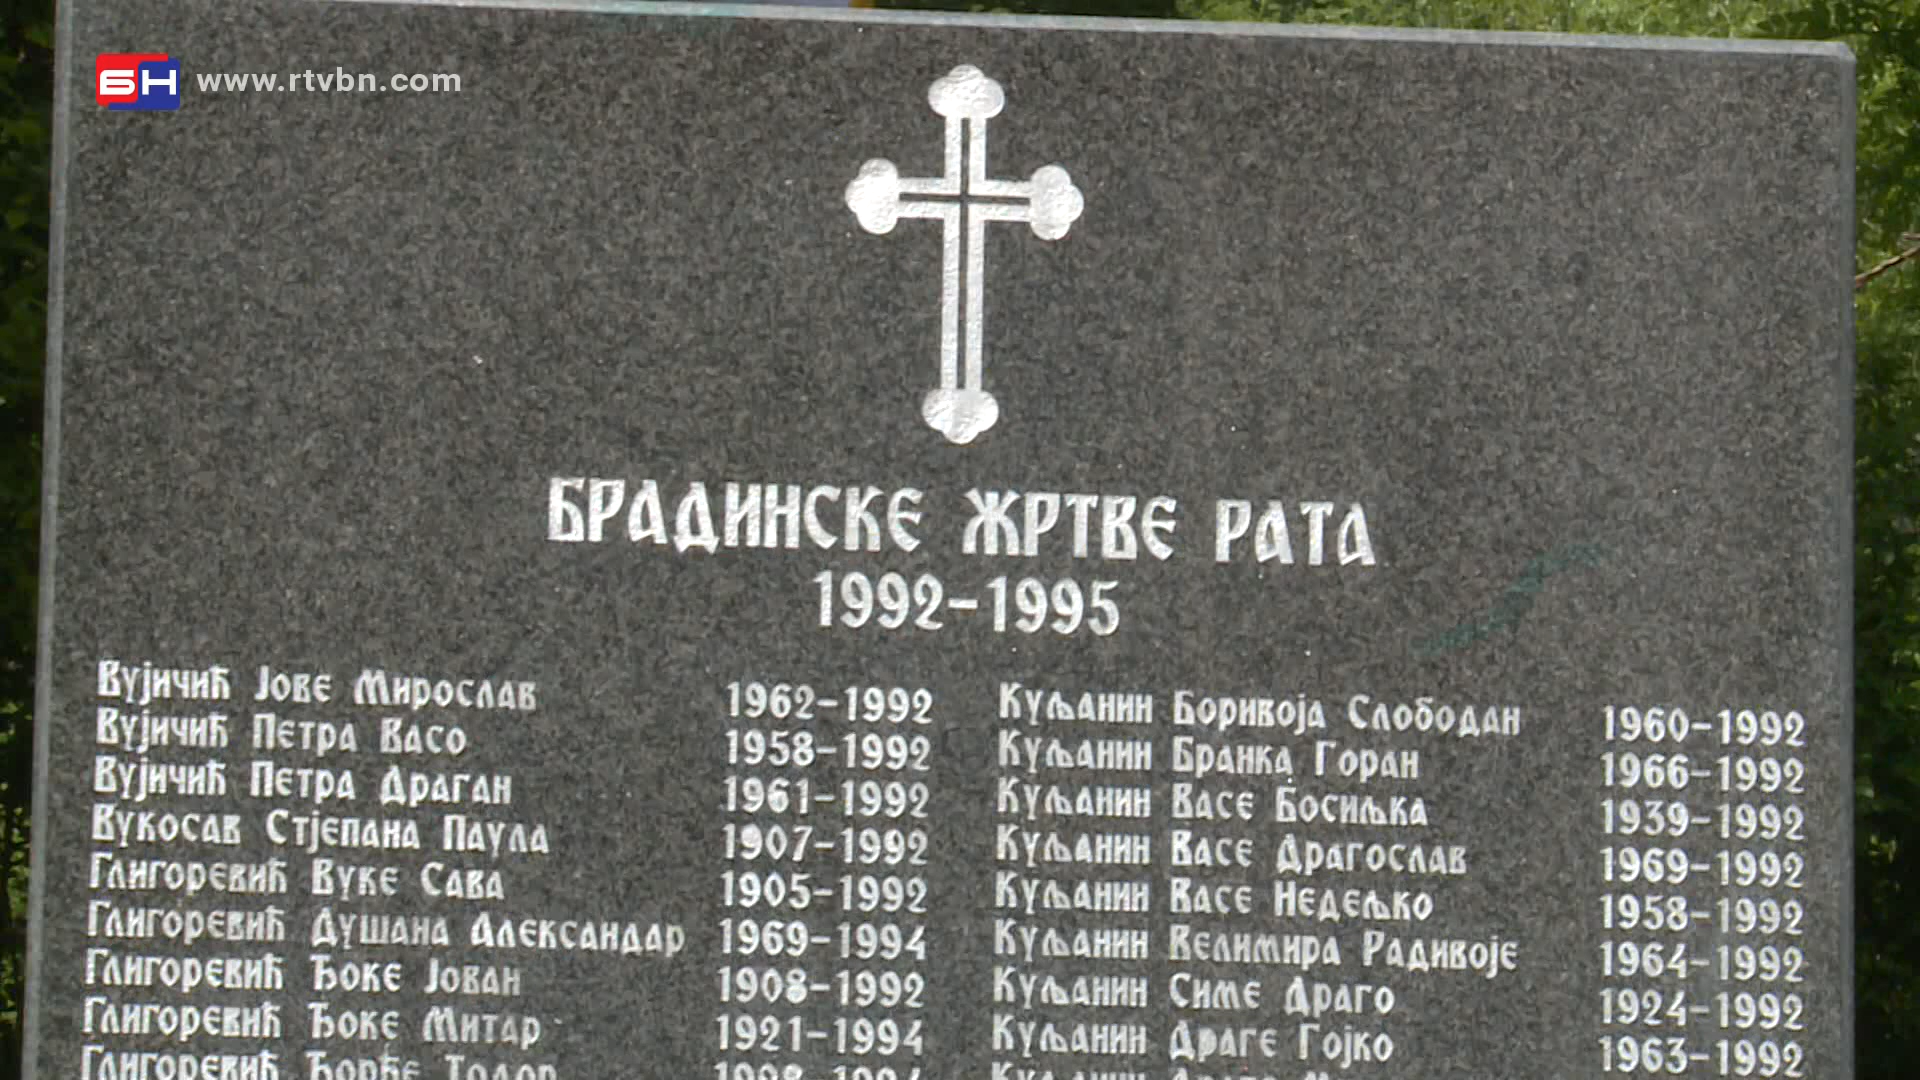 БН www.rtvbn.com
БРАДИНСКЕ ЖРТВЕ РАТА
1992-1995
Вујичић Јове Мирослав 1962-1992
Вујичић Петра Васо 1958-1992
Вујичић Петра Драган 1961-1992
Вукосав Стјепана Паула 1907-1992
Глигоревић Вуке Сава 1905-1992
Глигоревић Душана Александар 1969-1994
Глигоревић Ђоке Јован 1908-1992
Глигоревић Ђоке Митар 1921-1994
Глигоревић Ђорђе Тодор
Куљанин Боривоја Слободан 1960-1992
Куљанин Бранка Горан 1966-1992
Куљанин Васе Босиљка 1939-1992
Куљанин Васе Драгослав 1969-1992
Куљанин Васе Недељко 1958-1992
Куљанин Велимира Радивоје 1964-1992
Куљанин Симе Драго 1924-1992
Куљанин Драге Гојко 1963-1992